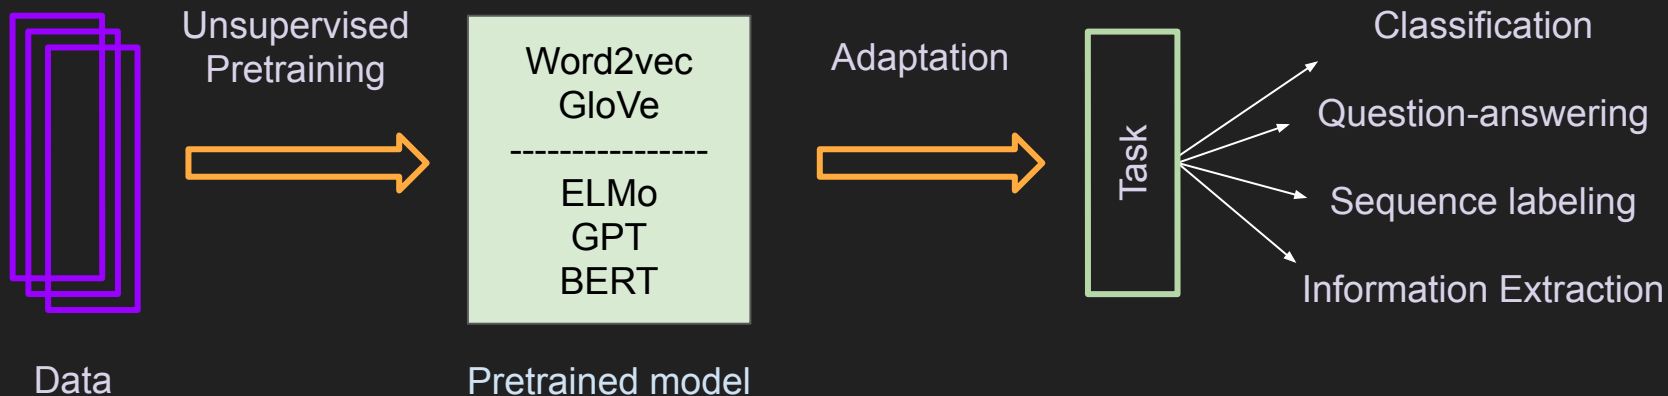 Unsupervised
Pretraining
Word2vec
GloVe
----------------
ELMo
GPT
BERT
Adaptation
Task
Classification
Question-answering
Sequence labeling
Information Extraction
Data
Pretrained model